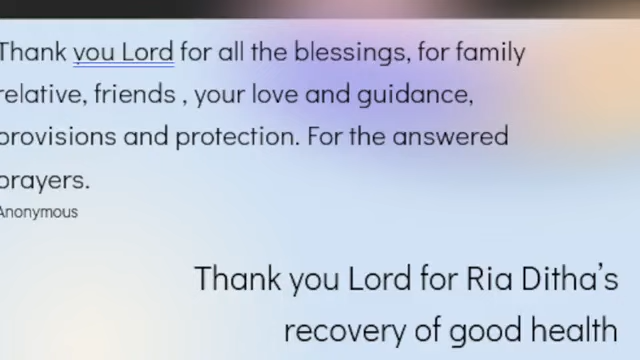 Thank you Lord for all the blessings, for family
relative, friends , your love and guidance,
provisions and protection. For the answered
prayers.
Anonymous
Thank you Lord for Ria Ditha's
recovery of good health